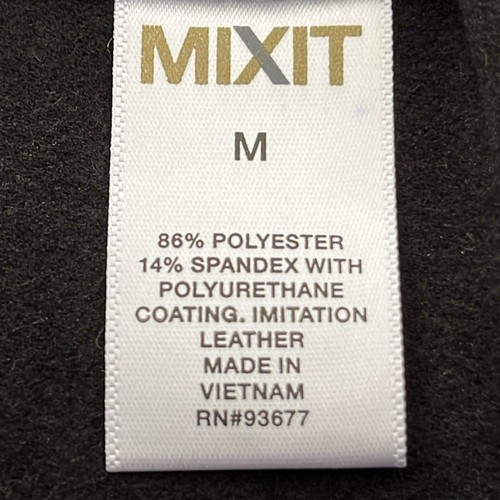 MIXIT
M
86% POLYESTER
14% SPANDEX WITH
POLYURETHANE
COATING. IMITATION
LEATHER
MADE IN
VIETNAM
RN#93677